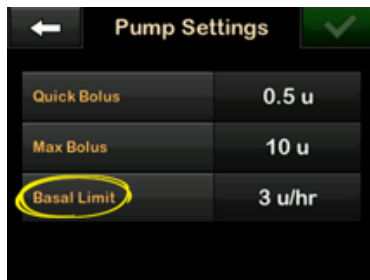 Pump Settings
Quick Bolus 0.5 u
Max Bolus 10 u
Basal Limit 3 u/hr